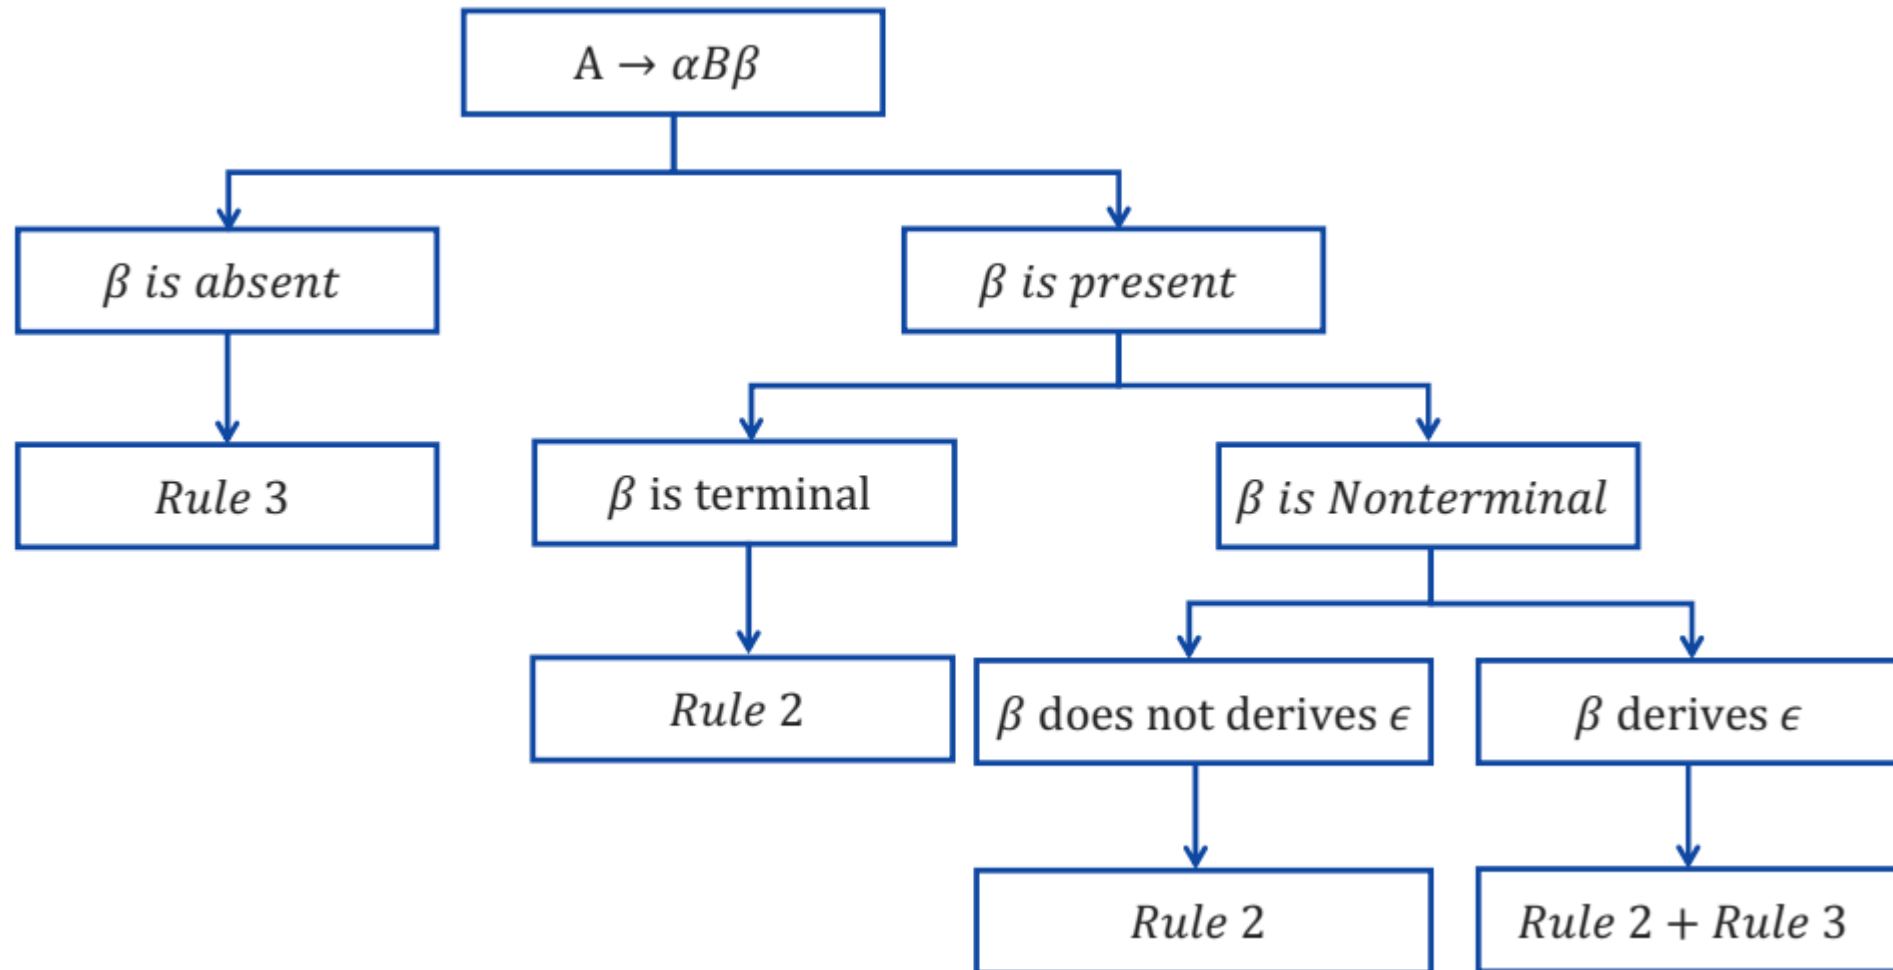 A → αBβ
β is absent
β is present
Rule 3
β is terminal
β is Nonterminal
Rule 2
β does not derives ϵ
β derives ϵ
Rule 2
Rule 2 + Rule 3